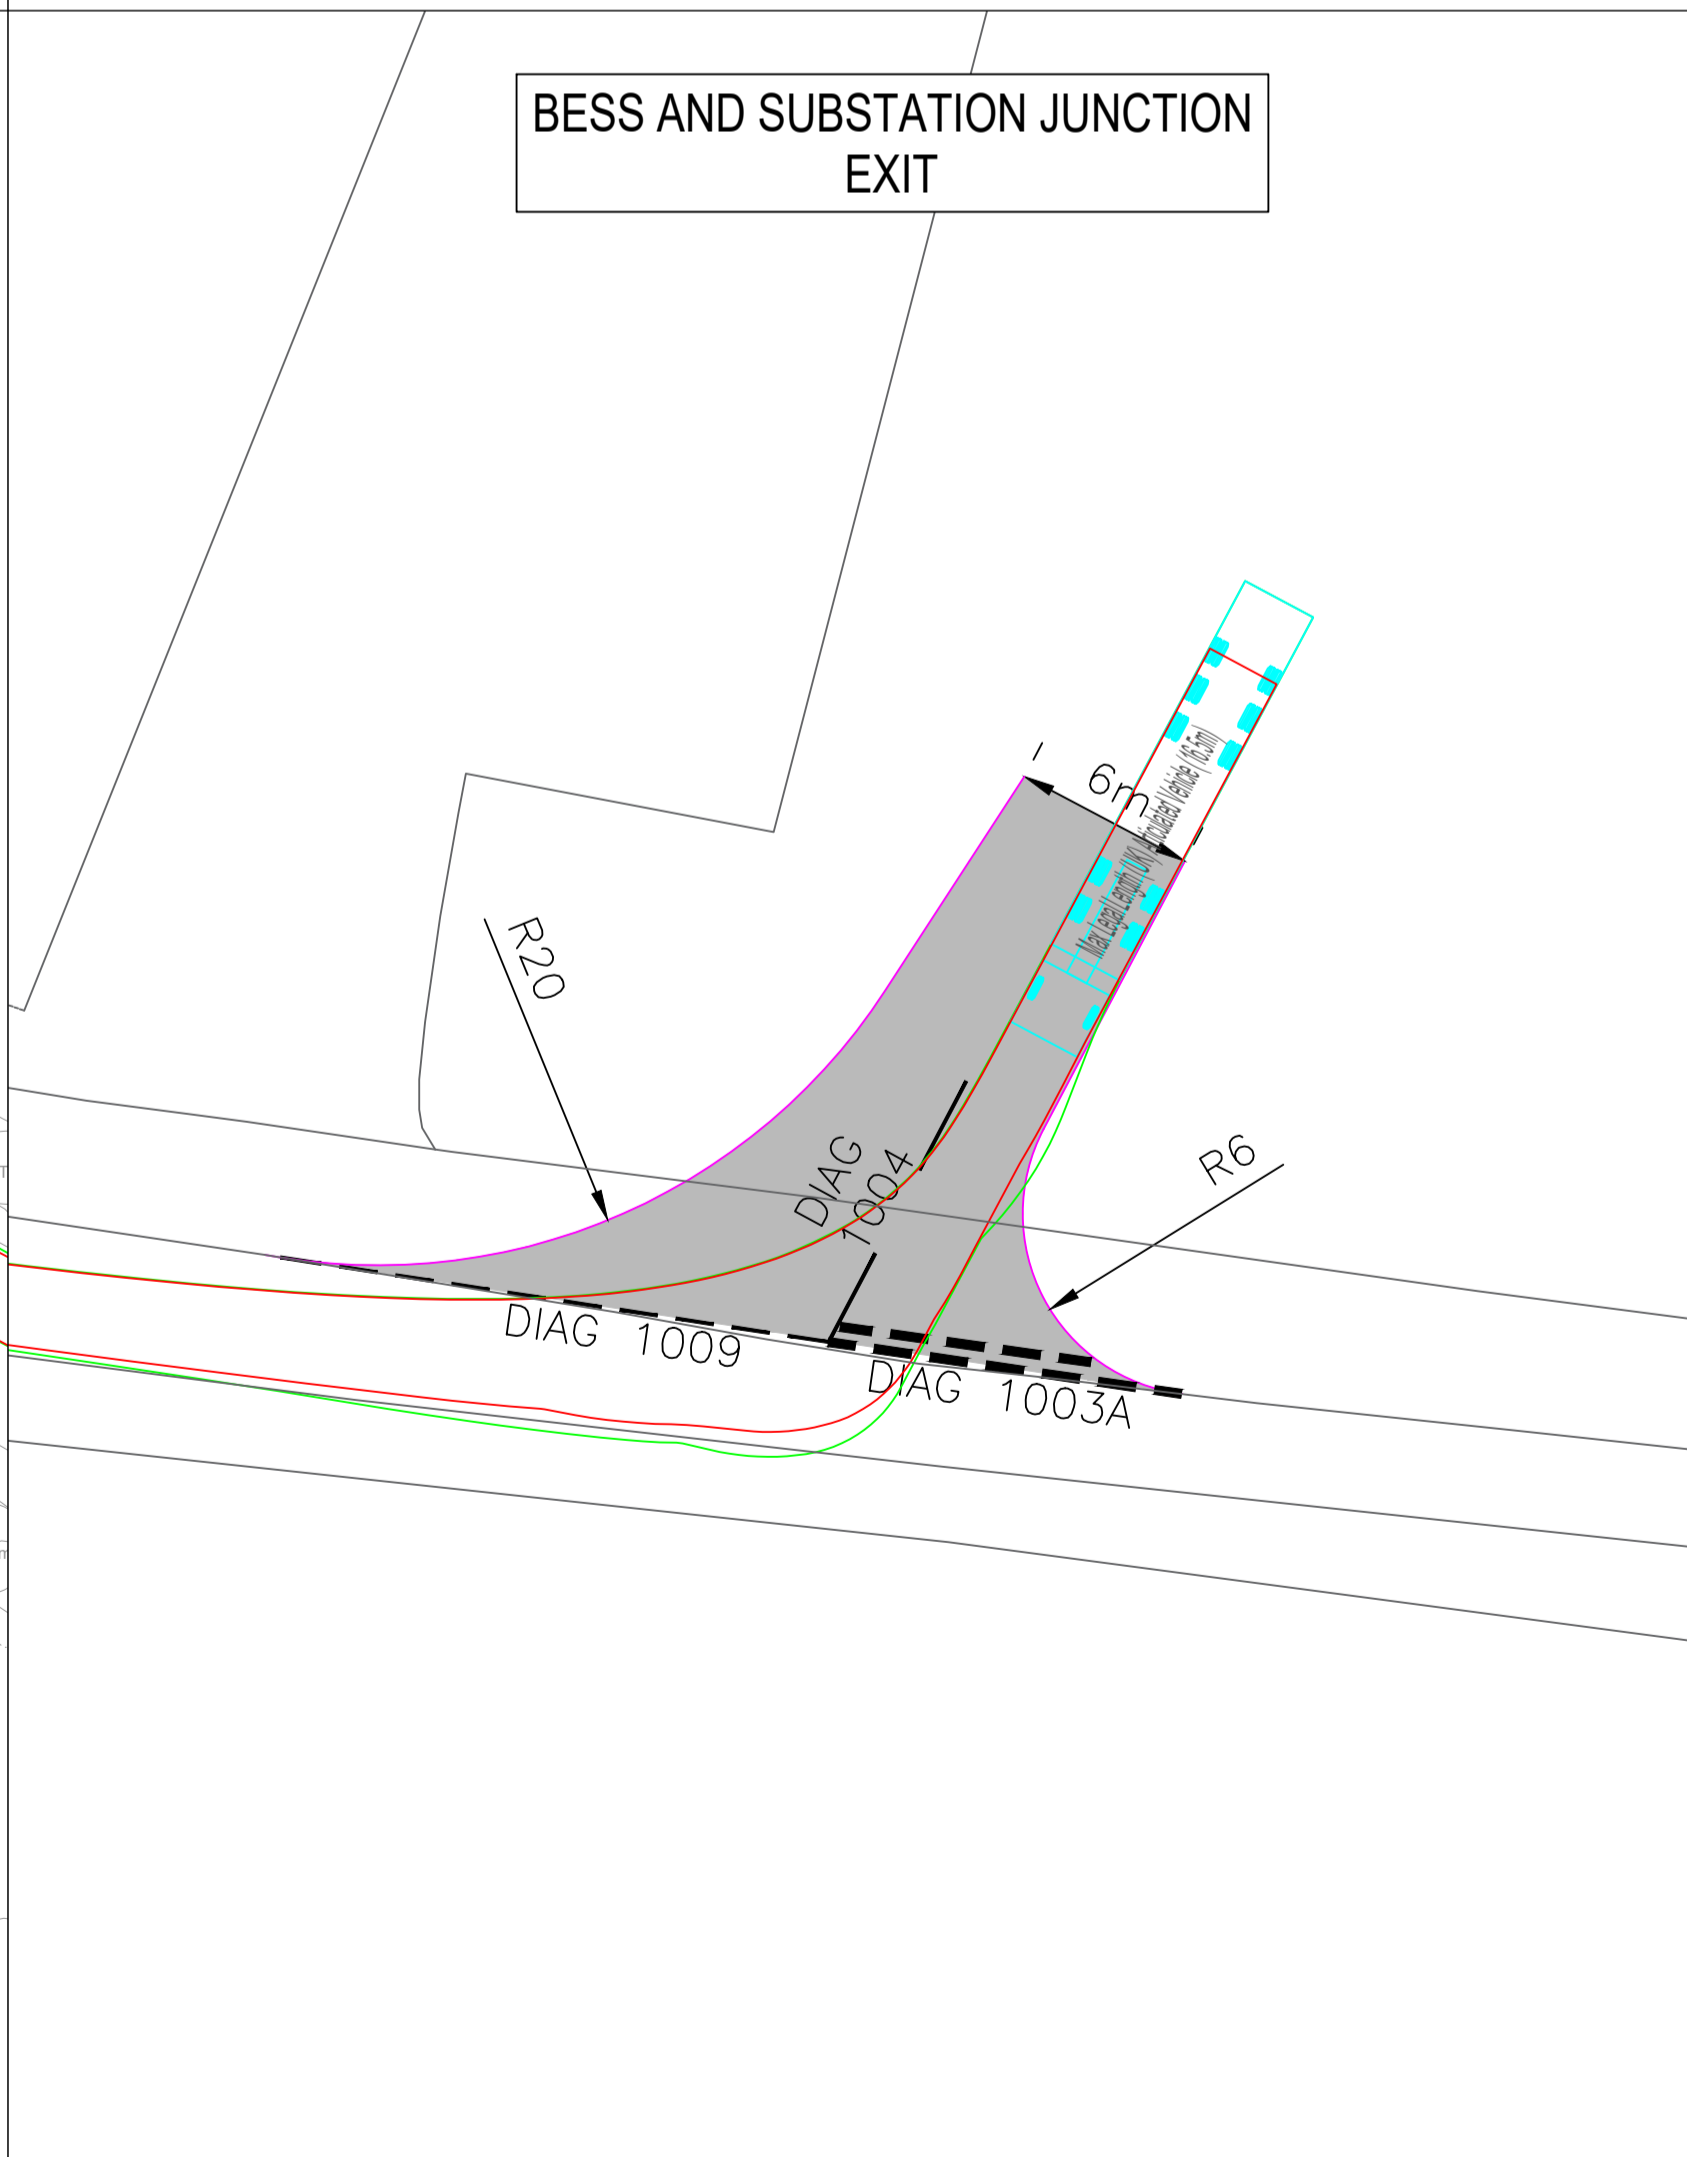 BESS AND SUBSTATION JUNCTION
EXIT
6m
Max Legal Length (UK) Articulated Vehicle (16.5m)
R20
DIAG
1004
R6
DIAG 1009
DIAG 1003A